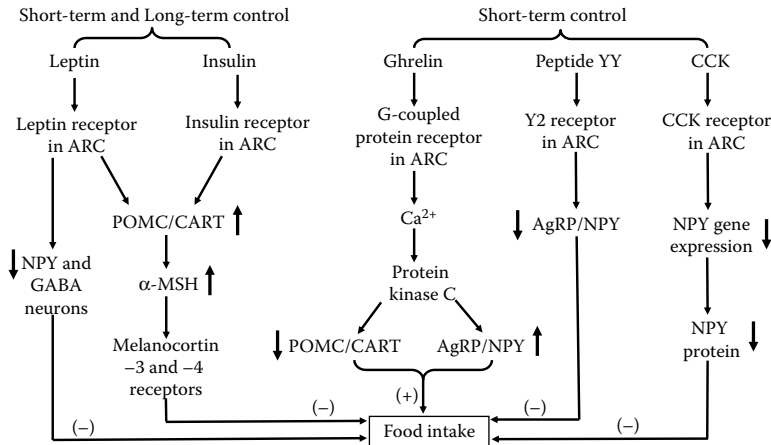 Short-term and Long-term control
Leptin
Insulin
Leptin receptor
in ARC
Insulin receptor
in ARC
POMC/CART
NPY and
GABA
neurons
α-MSH
Melanocortin
–3 and –4
receptors
(–)
(–)
Short-term control
Ghrelin
Peptide YY
CCK
G-coupled
protein receptor
in ARC
Y2 receptor
in ARC
CCK receptor
in ARC
Ca2+
AgRP/NPY
NPY gene
expression
Protein
kinase C
POMC/CART
AgRP/NPY
NPY
protein
(+)
(–)
(–)
Food intake